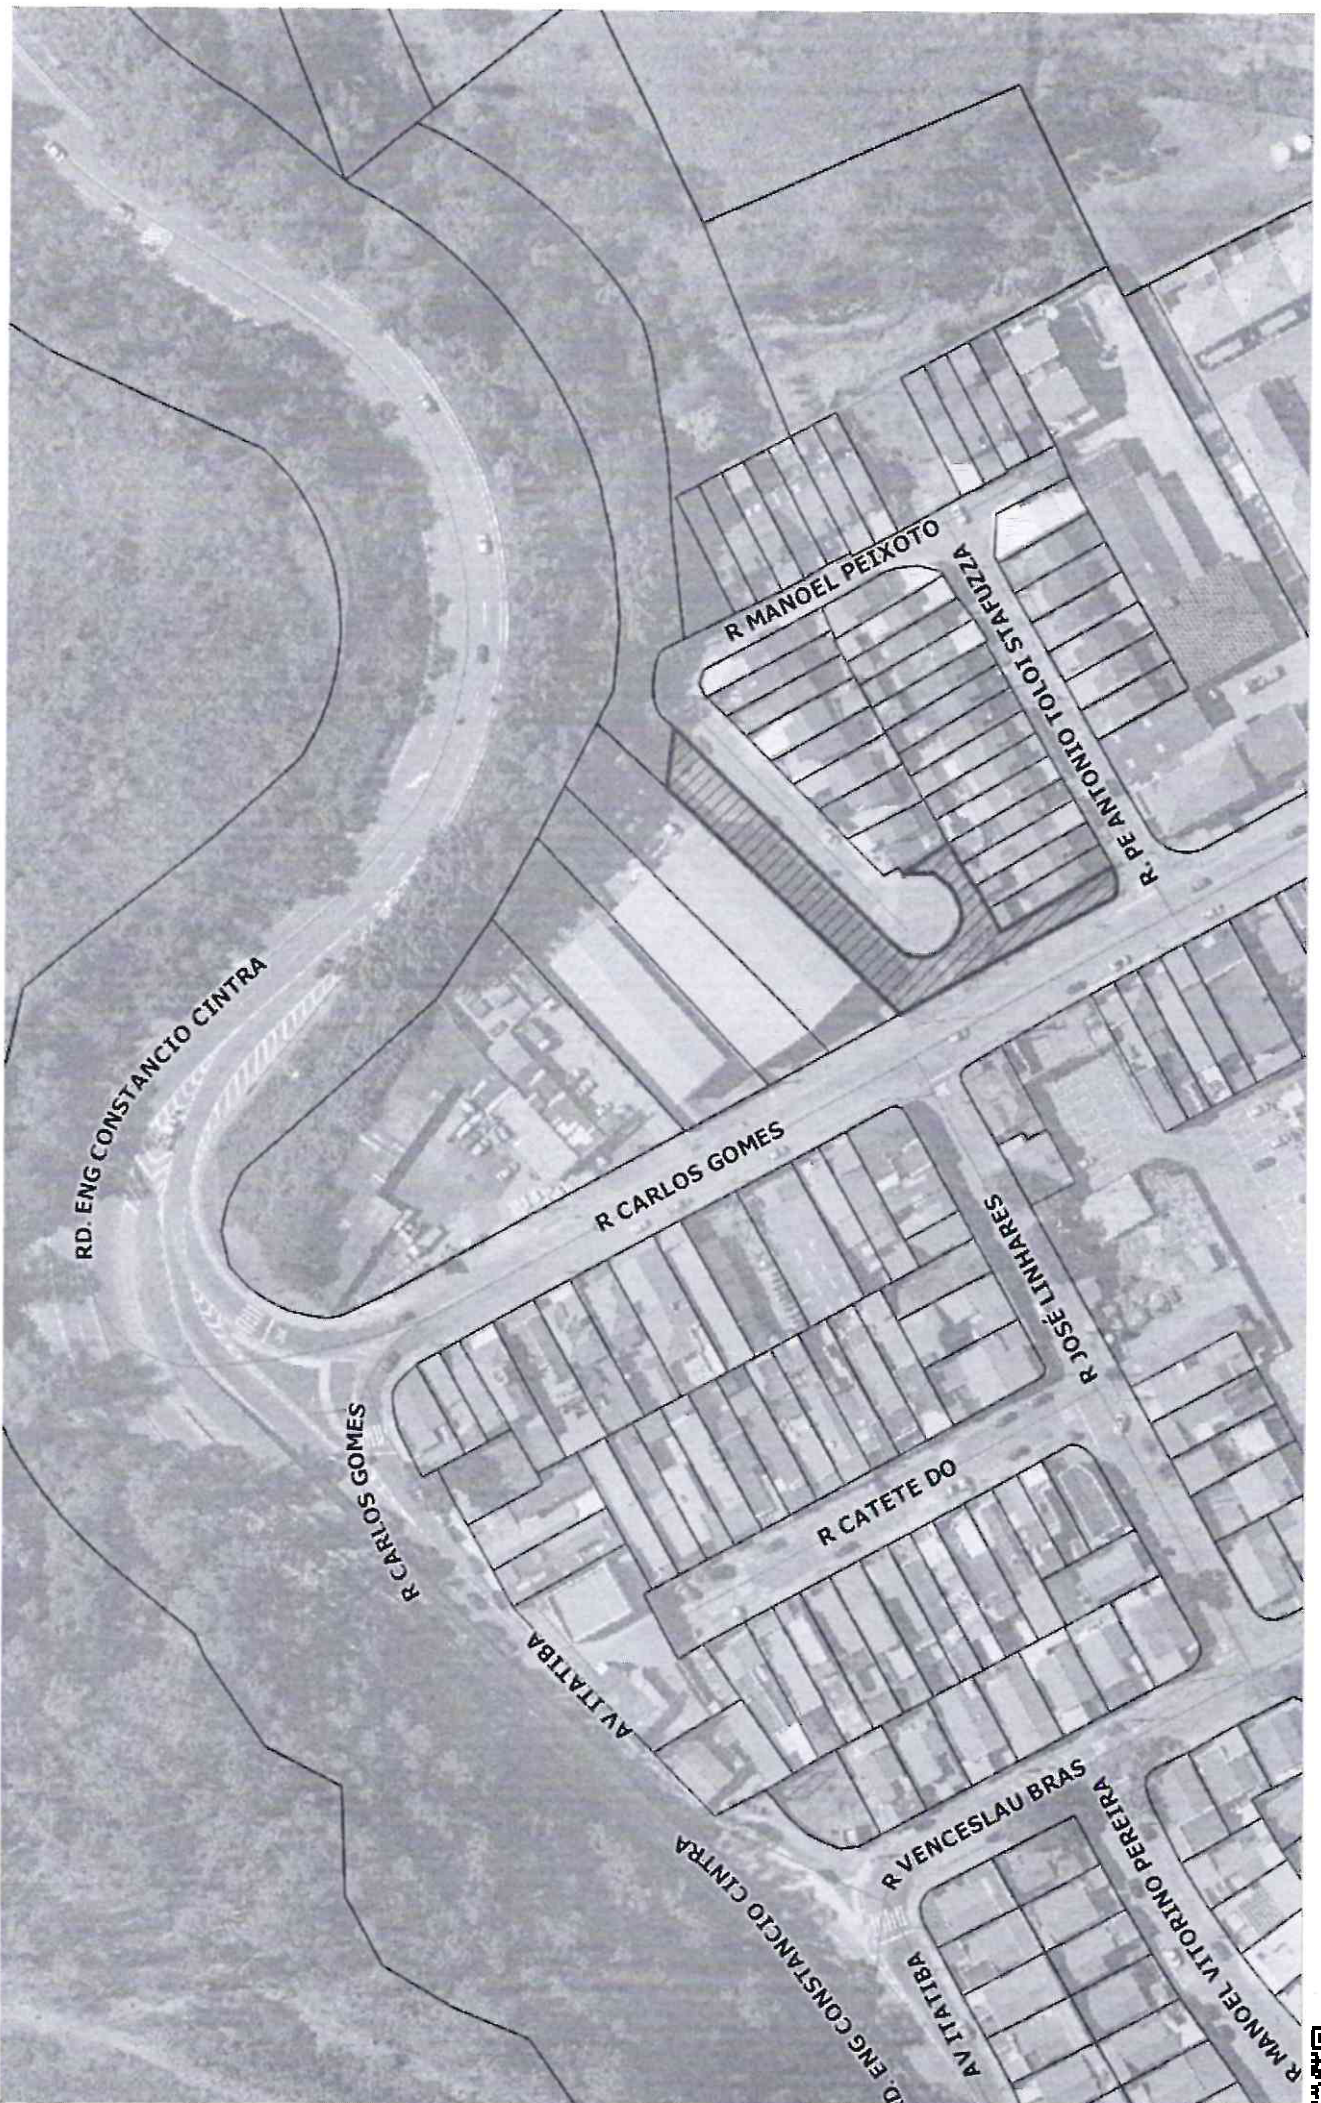 R MANOEL PEIXOTO
R. PE ANTONIO TOLOI STAFUZZA
RD. ENG CONSTANCIO CINTRA
R CARLOS GOMES
R JOSÉ LINHARES
R CARLOS GOMES
R CATETE DO
AV ITATIBA
R VENCESLAU BRAS
R MANOEL VITORINO PEREIRA
D. ENG CONSTANCIO CINTRA
AV ITATIBA